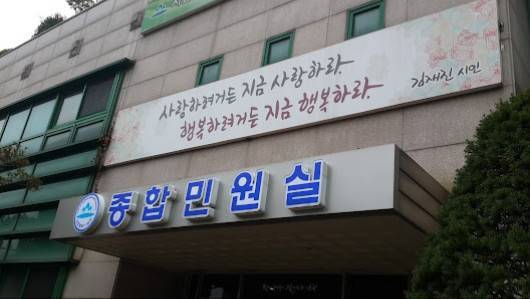 사랑하려거든 지금 사랑하라.
행복하려거든 지금 행복하라.
김재진 시인
종합민원실